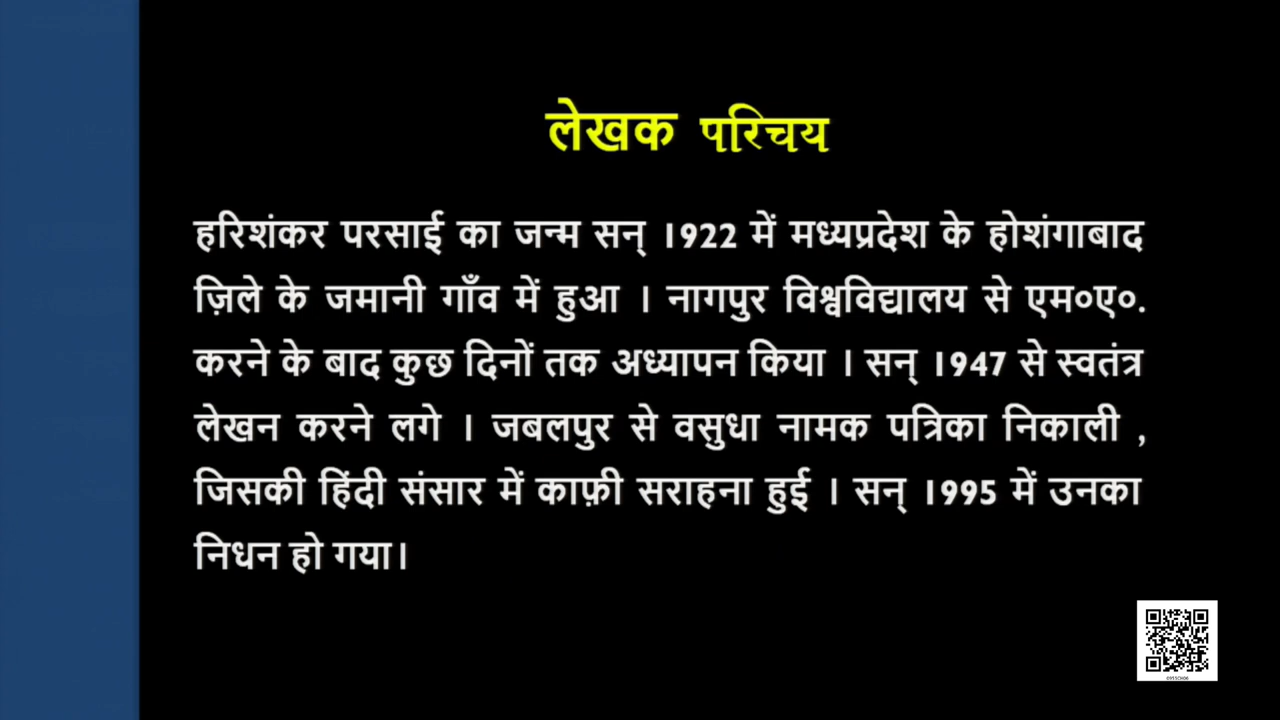 लेखक परिचय
हरिशंकर परसाई का जन्म सन् 1922 में मध्यप्रदेश के होशंगाबाद
ज़िले के जमानी गाँव में हुआ । नागपुर विश्वविद्यालय से एम०ए०.
करने के बाद कुछ दिनों तक अध्यापन किया । सन् 1947 से स्वतंत्र
लेखन करने लगे । जबलपुर से वसुधा नामक पत्रिका निकाली ,
जिसकी हिंदी संसार में काफ़ी सराहना हुई । सन् 1995 में उनका
निधन हो गया।